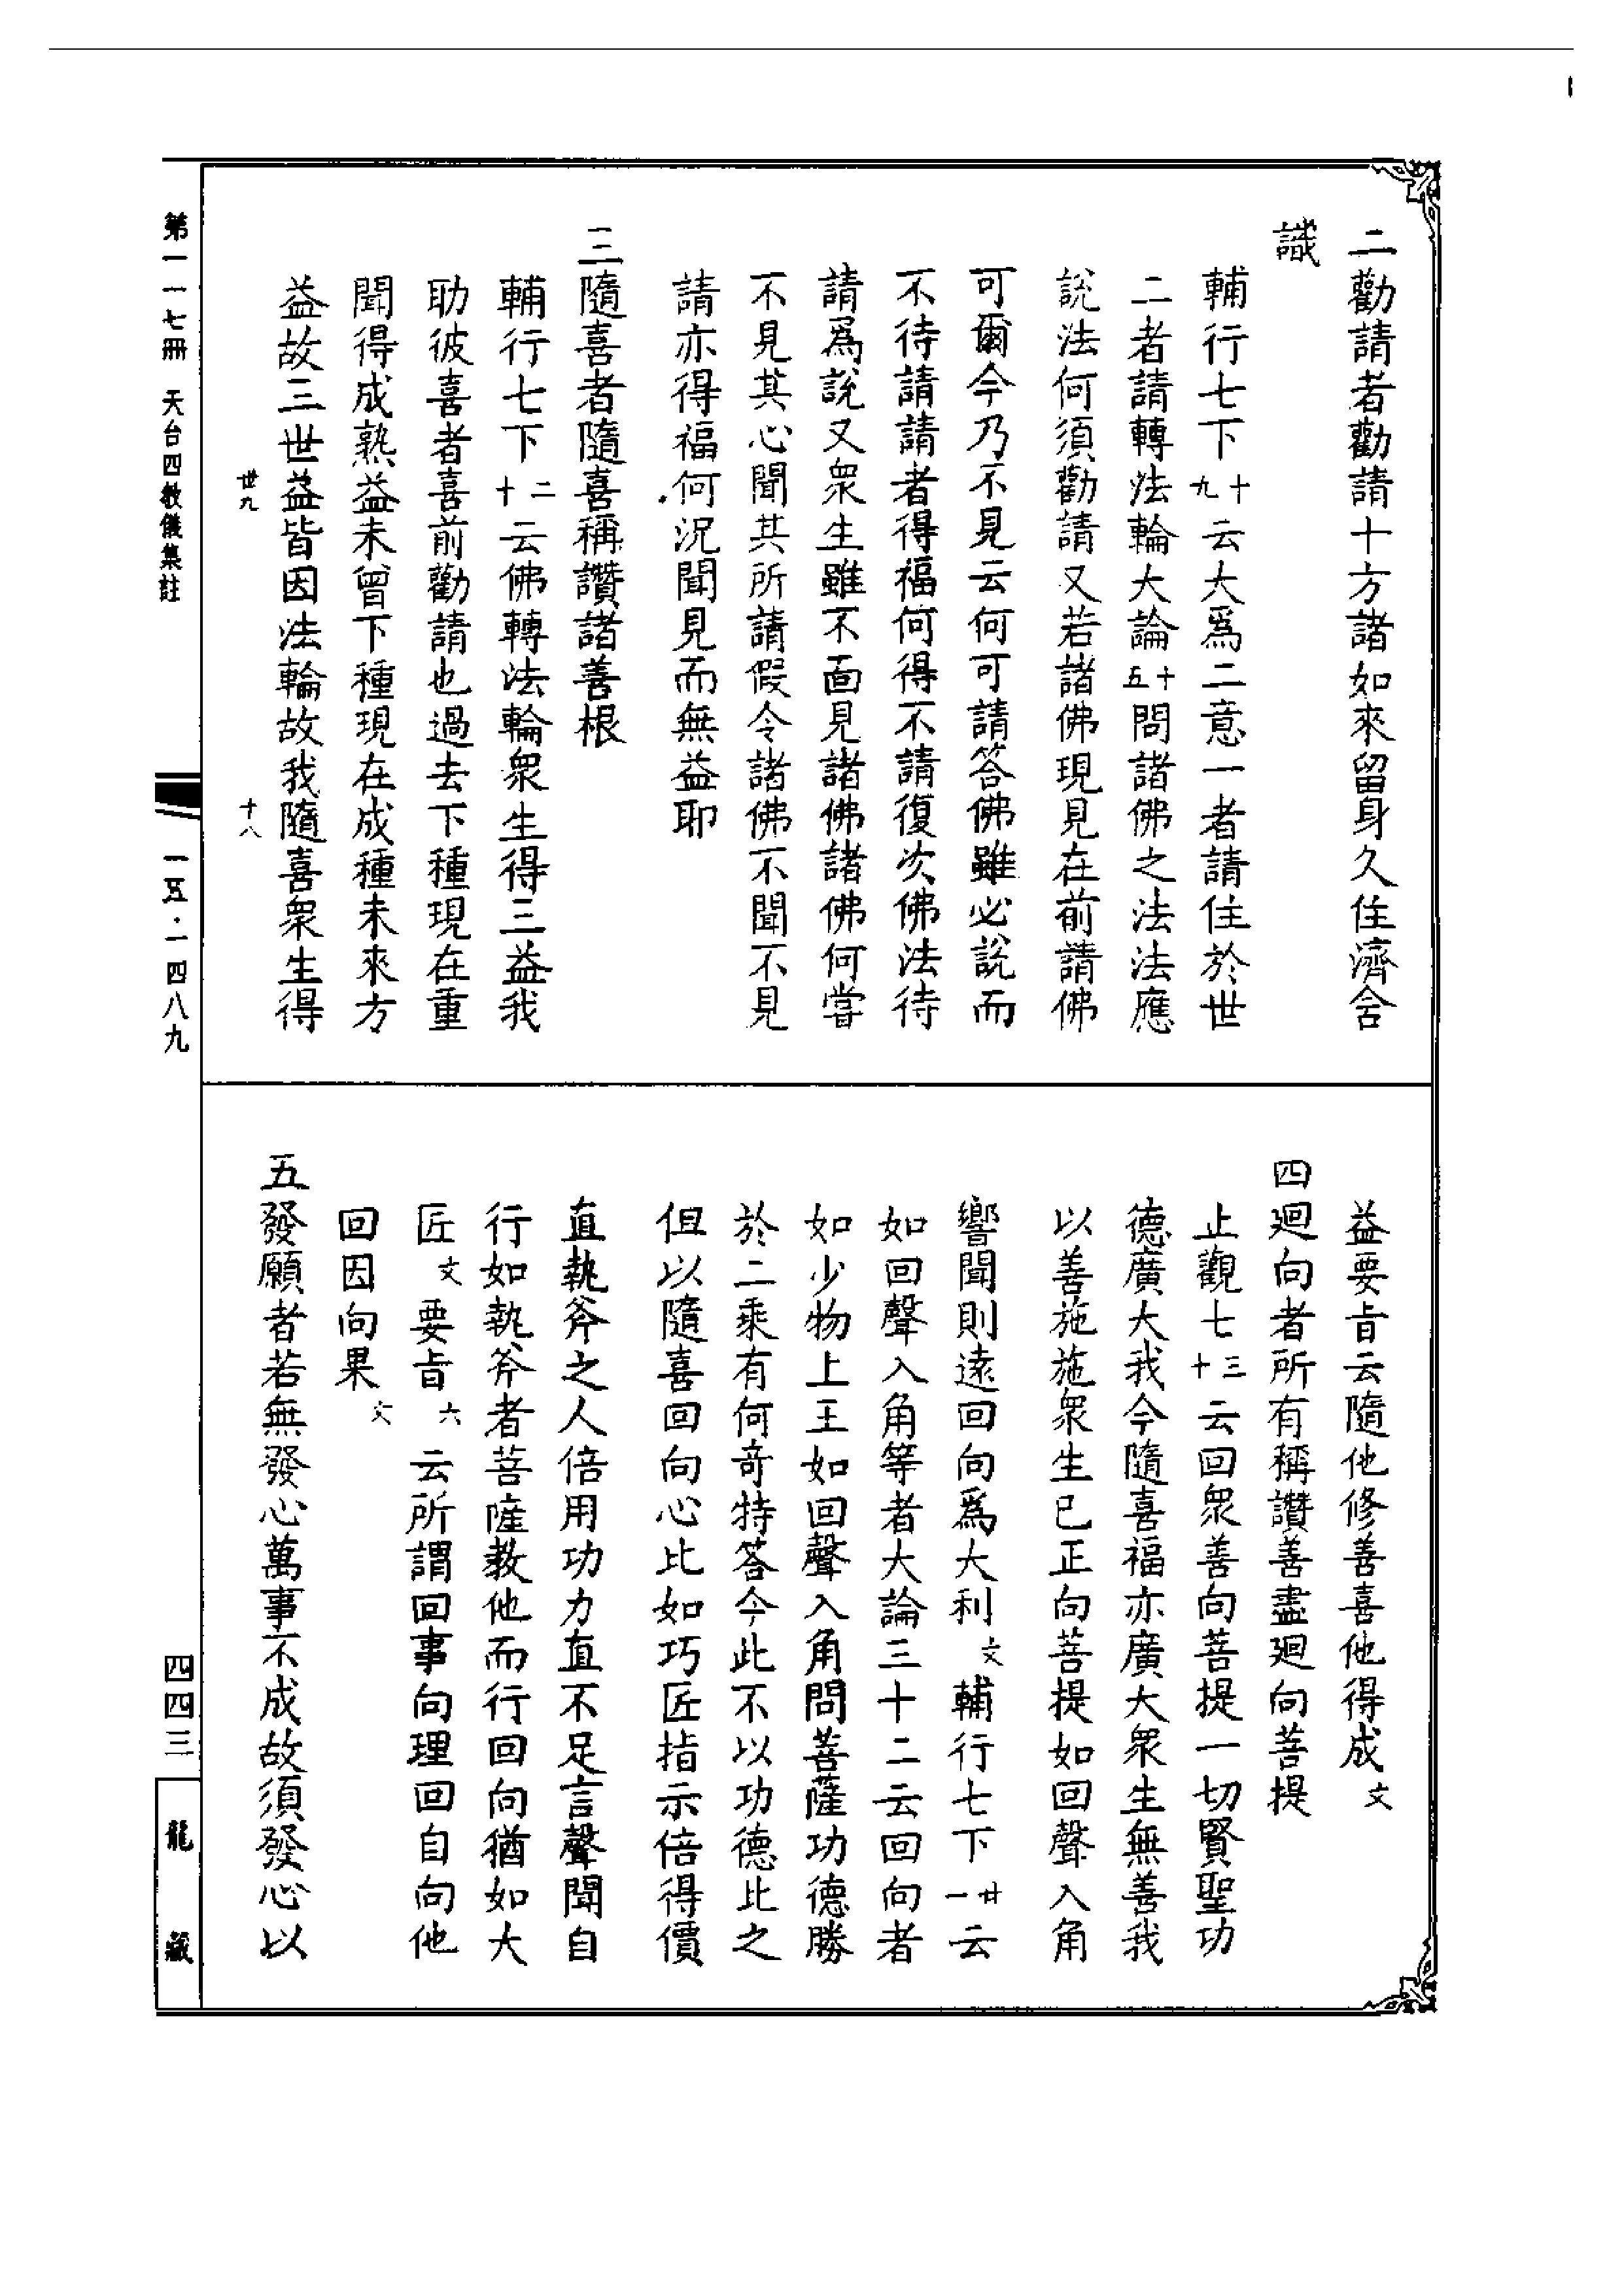 二勸請者勸請十方諸如來留身久住濟含
識
輔行七下十九云大爲二意一者請住於世
二者請轉法輪大論十五問諸佛之法法應
說法何須勸請又若諸佛現見在前請佛
可爾今乃不見云何可請答佛雖必說而
不待請請者得福何得不請復次佛法待
請爲說又衆生雖不面見諸佛諸佛何嘗
不見其心聞其所請假令諸佛不聞不見
請亦得福何況聞見而無益耶
三隨喜者隨喜稱讚諸善根
輔行七下二十云佛轉法輪衆生得三益我
助彼喜者喜前勸請也過去下種現在重
聞得成熟益未曾下種現在成種未來方
益故三世益皆因法輪故我隨喜衆生得
卋九
十八
益要旨云隨他修善喜他得成文
四迴向者所有稱讚善盡迴向菩提
止觀七三十云回衆善向菩提一切賢聖功
德廣大我今隨喜福亦廣大衆生無善我
以善施施衆生已正向菩提如回聲入角
響聞則遠回向爲大利文輔行七下廿一云
如回聲入角等者大論三十二云回向者
如少物上王如回聲入角問菩薩功德勝
於二乘有何奇特答今此不以功德此之
但以隨喜回向心比如巧匠指示倍得價
直執斧之人倍用功力直不足言聲聞自
行如執斧者菩薩教他而行回向猶如大
匠文要旨六云所謂回事向理回自向他
回因向果文
五發願者若無發心萬事不成故須發心以
第一一七冊 天台四教儀集註
一五五·一四八九
四四三
龍藏